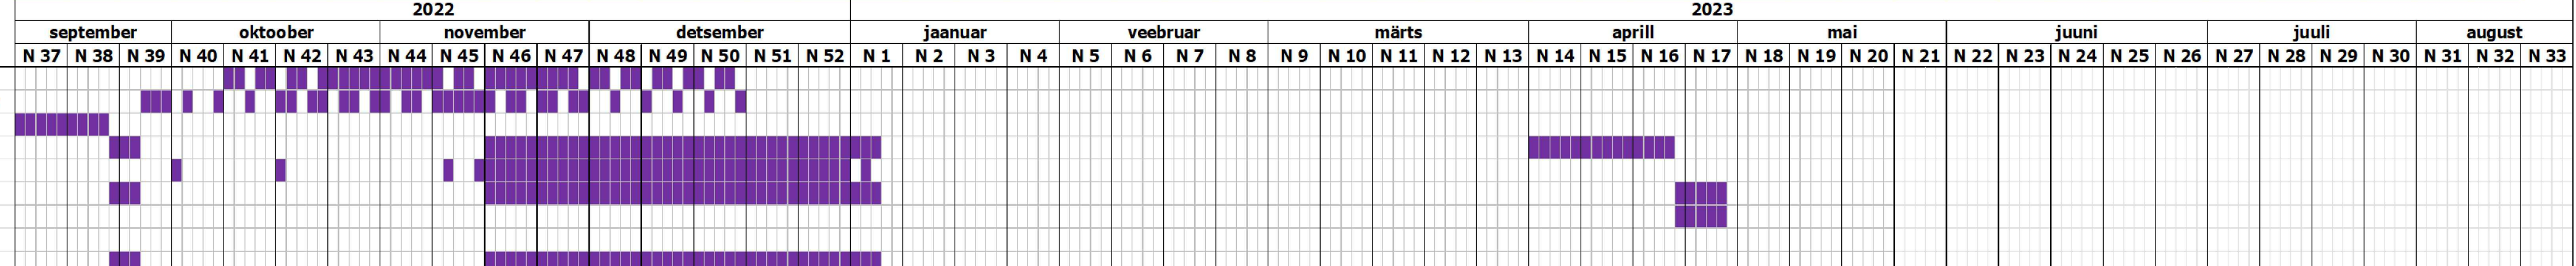 2022 2023
september oktoober november detsember jaanuar veebruar märts aprill mai juuni juuli august
N 37 N 38 N 39 N 40 N 41 N 42 N 43 N 44 N 45 N 46 N 47 N 48 N 49 N 50 N 51 N 52 N 1 N 2 N 3 N 4 N 5 N 6 N 7 N 8 N 9 N 10 N 11 N 12 N 13 N 14 N 15 N 16 N 17 N 18 N 19 N 20 N 21 N 22 N 23 N 24 N 25 N 26 N 27 N 28 N 29 N 30 N 31 N 32 N 33